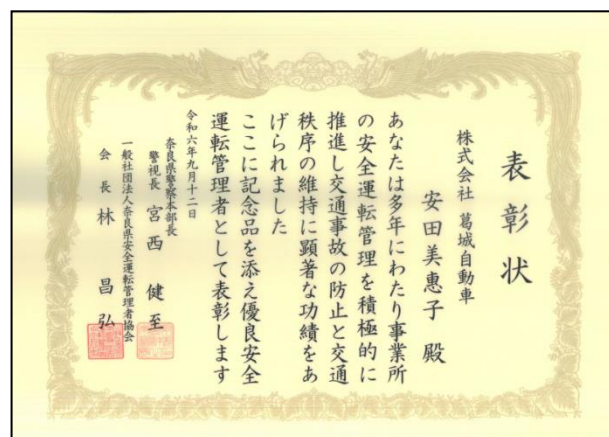 表彰状
株式会社 葛城自動車
安田美恵子 殿
あなたは多年にわたり事業所
の安全運転管理を積極的に
推進し交通事故の防止と交通
秩序の維持に顕著な功績をあ
げられました
ここに記念品を添え優良安全
運転管理者として表彰します
令和六年九月十二日
奈良県警察本部長
警視長 宮西 健至
一般社団法人奈良県安全運転管理者協会
会長 林 昌弘